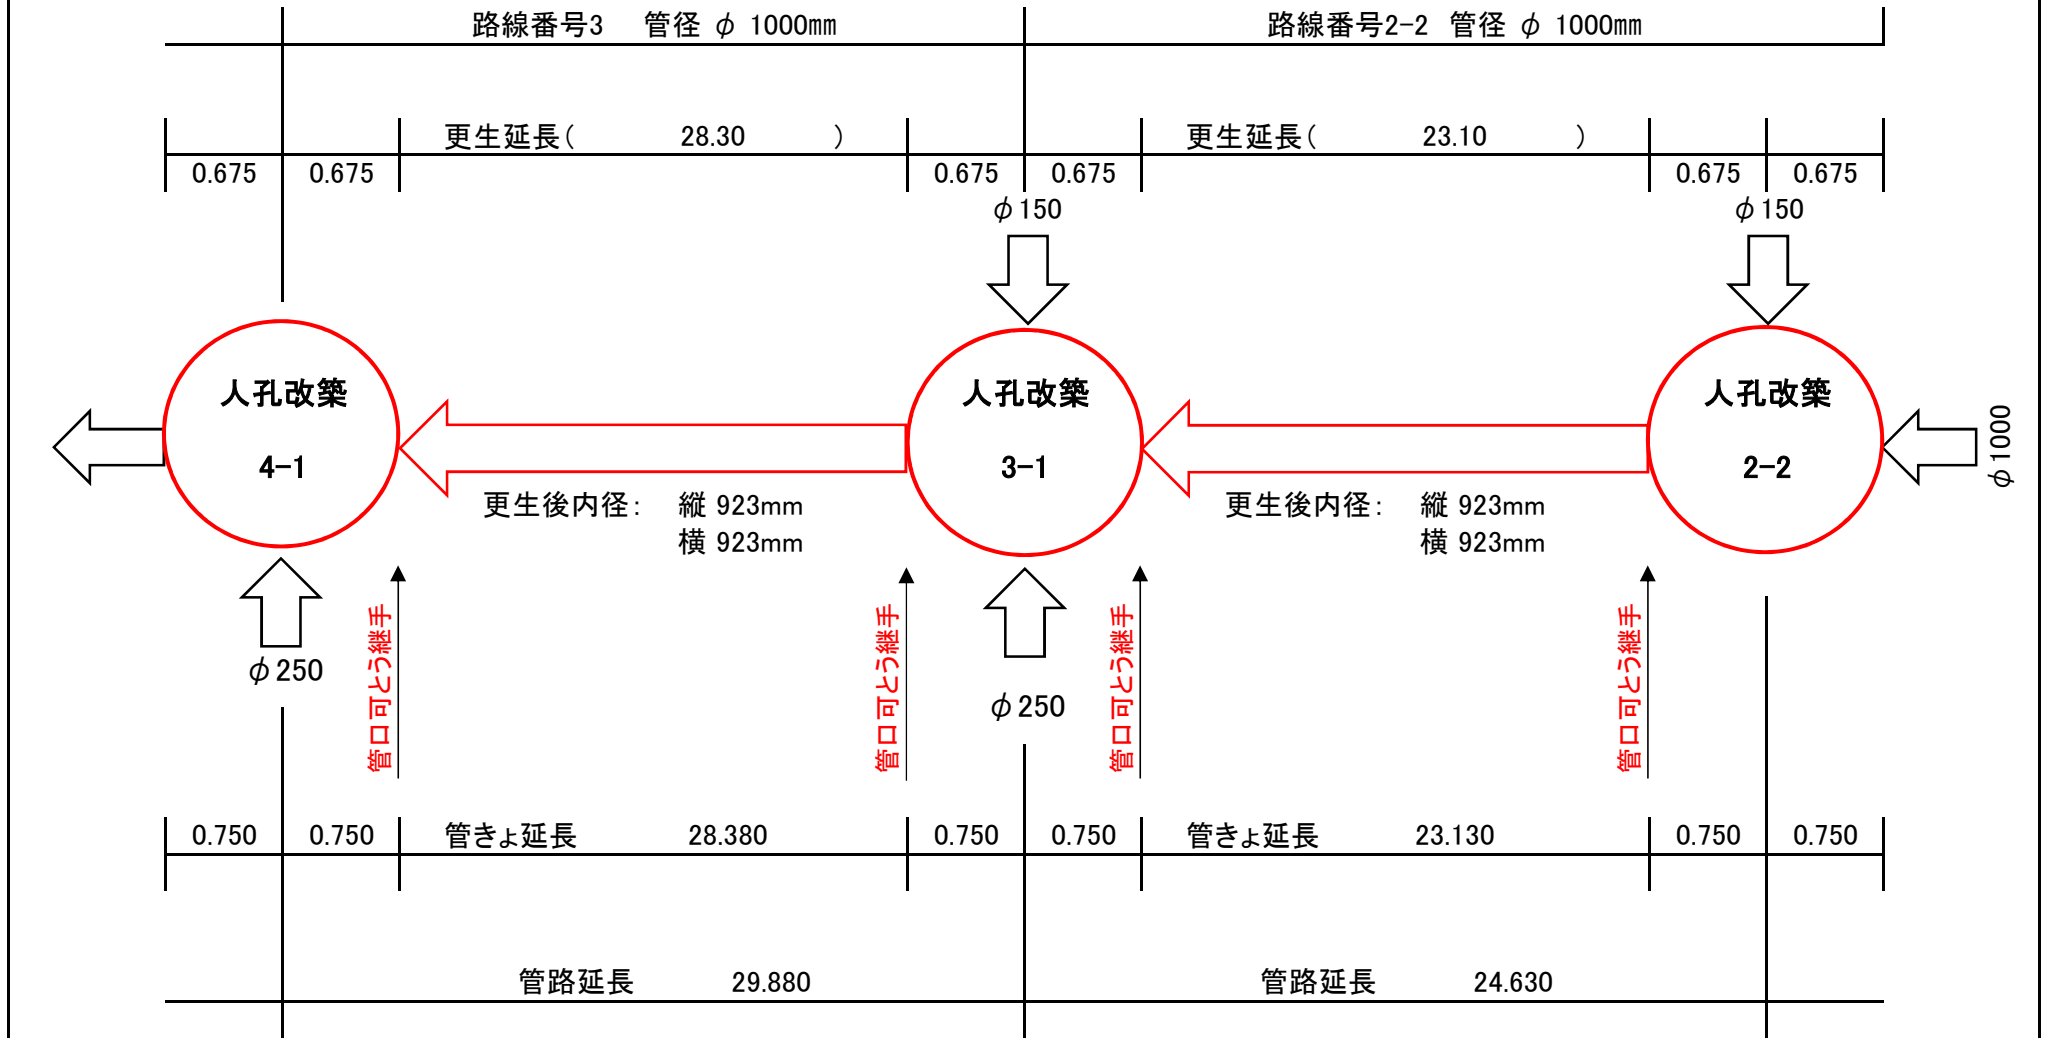 路線番号3 管径 φ 1000㎜
路線番号2-2 管径 φ 1000㎜
更生延長( 28.30 )
更生延長( 23.10 )
0.675
0.675
0.675
0.675
0.675
0.675
φ150
φ150
人孔改築
4-1
人孔改築
3-1
人孔改築
2-2
φ1000
更生後内径: 縦 923mm
横 923mm
更生後内径: 縦 923mm
横 923mm
φ250
φ250
管口可とう継手
管口可とう継手
管口可とう継手
管口可とう継手
0.750
0.750
管きょ延長 28.380
0.750
0.750
管きょ延長 23.130
0.750
0.750
管路延長 29.880
管路延長 24.630